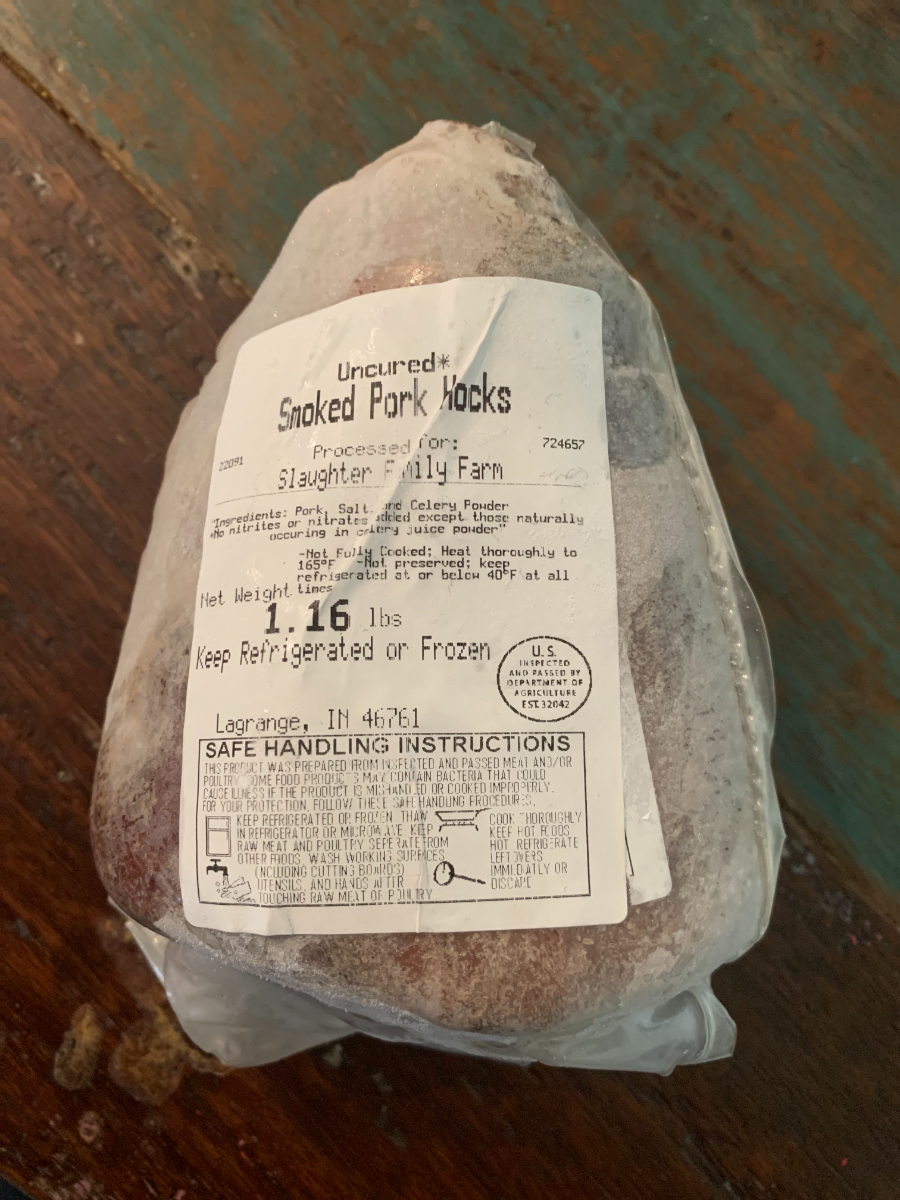 Uncured*
Smoked Pork Hocks
Processed for:
22091
724657
Slaughter F mily Farm
"Ingredients: Pork, Salt, and Celery Powder
*No nitrites or nitrates added except those naturally
occuring in celery juice powder"
-Not Fully Cooked; Heat thoroughly to
165°F -Not preserved; keep
refrigerated at or below 40°F at all
times
Net Weight
1.16 lbs
Keep Refrigerated or Frozen
U.S.
INSPECTED
AND PASSED BY
DEPARTMENT OF
AGRICULTURE
EST. 32042
Lagrange, IN 46761
SAFE HANDLING INSTRUCTIONS
THIS PRODUCT WAS PREPARED FROM INSPECTED AND PASSED MEAT AND/OR
POULTRY. SOME FOOD PRODUCTS MAY CONTAIN BACTERIA THAT COULD
CAUSE ILLNESS IF THE PRODUCT IS MISHANDLED OR COOKED IMPROPERLY.
FOR YOUR PROTECTION, FOLLOW THESE SAFE HANDLING PROCEDURES.
KEEP REFRIGERATED OR FROZEN. THAW
IN REFRIGERATOR OR MICROWAVE. KEEP
RAW MEAT AND POULTRY SEPERATE FROM
OTHER FOODS. WASH WORKING SURFACES
(INCLUDING CUTTING BOARDS)
UTENSILS, AND HANDS AFTER
TOUCHING RAW MEAT OF POULTRY
COOK THOROUGHLY
KEEP HOT FOODS
HOT. REFRIGERATE
LEFTOVERS
IMMEDIATLY OR
DISCARD